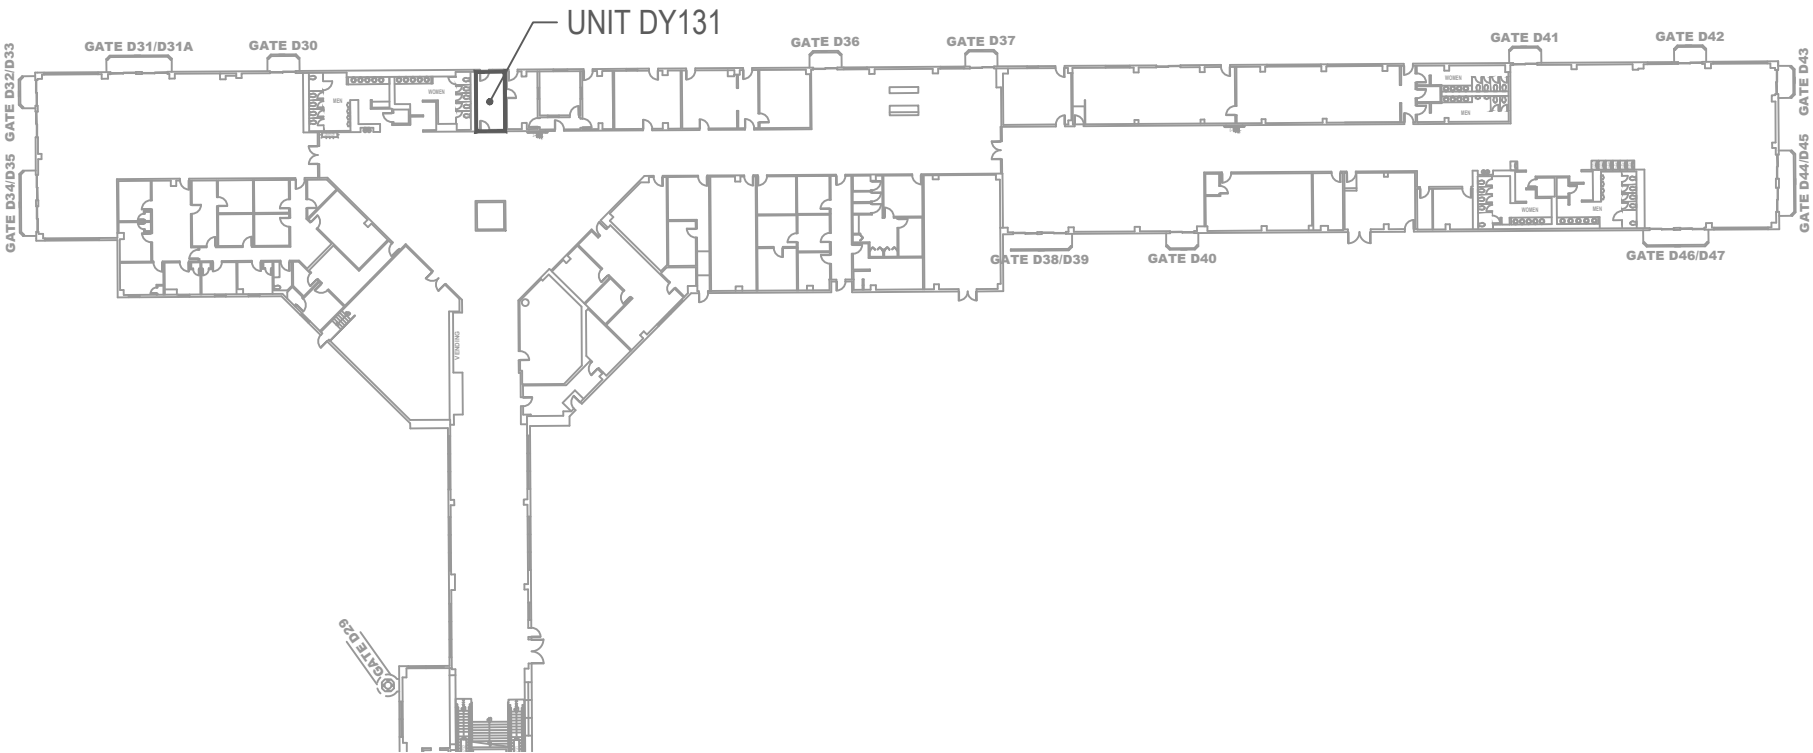 UNIT DY131
GATE D31/D31A
GATE D30
GATE D36
GATE D37
GATE D41
GATE D42
GATE D32/D33
GATE D43
MEN
WOMEN
WOMEN
MEN
GATE D34/D35
GATE D44/D45
WOMEN
MEN
GATE D38/D39
GATE D40
GATE D46/D47
VENDING
GATE D29